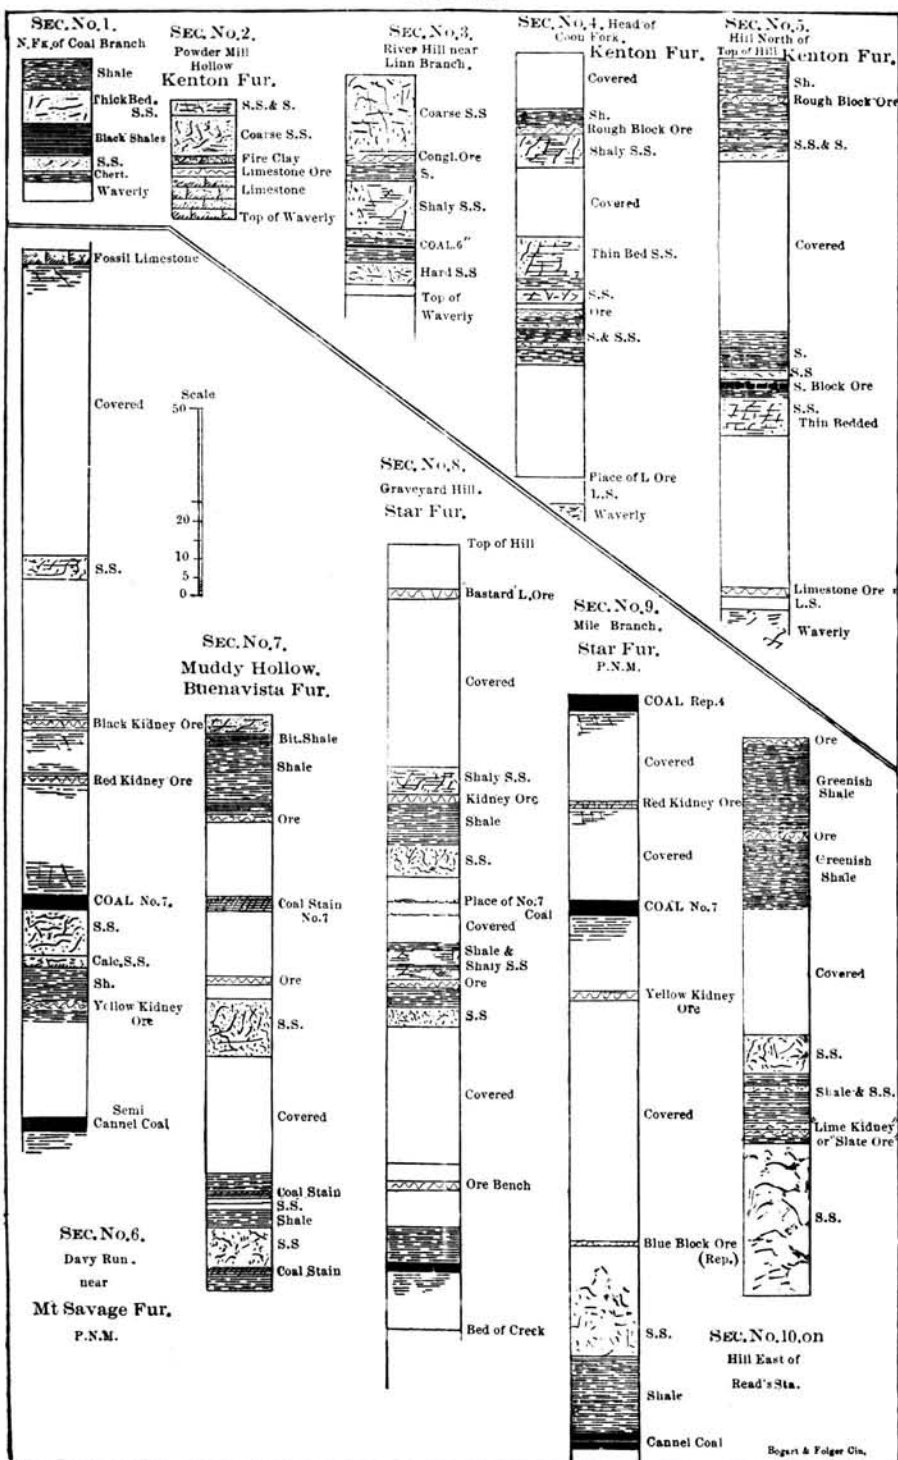 SEC. No. 1.
N. FK. of Coal Branch
Shale
Thick Bed.
S.S.
Black Shales
S.S.
Chert.
Waverly
SEC. No. 2.
Powder Mill
Hollow
Kenton Fur.
S.S. & S.
Coarse S.S.
Fire Clay
Limestone Ore
Limestone
Top of Waverly
SEC. No. 3.
River Hill near
Linn Branch.
Coarse S.S
Congl. Ore
S.
Shaly S.S.
COAL. 6"
Hard S.S
Top of
Waverly
SEC. No. 4. Head of
Coon Fork.
Kenton Fur.
Covered
Sh.
Rough Block Ore
Shaly S.S.
Covered
Thin Bed S.S.
S.S.
Ore
S. & S.S.
Place of L Ore
L.S.
Waverly
SEC. No. 5.
Hill North of
Top of Hill
Kenton Fur.
Sh.
Rough Block Ore
S.S. & S.
Covered
S.
S.S
S. Block Ore
S.S.
Thin Bedded
Limestone Ore
L.S.
Waverly
Fossil Limestone
Covered
S.S.
Black Kidney Ore
Red Kidney Ore
COAL No. 7.
S.S.
Calc. S.S.
Sh.
Yellow Kidney
Ore
Semi
Cannel Coal
SEC. No. 6.
Davy Run.
near
Mt Savage Fur.
P.N.M.
Scale
50
20
10
5
0
SEC. No. 7.
Muddy Hollow.
Buenavista Fur.
Bit. Shale
Shale
Ore
Coal Stain
No. 7
Ore
S.S.
Covered
Coal Stain
S.S.
Shale
S.S
Coal Stain
SEC. No. 8.
Graveyard Hill.
Star Fur.
Top of Hill
Bastard L. Ore
Covered
Shaly S.S.
Kidney Ore
Shale
S.S.
Place of No. 7
Coal
Covered
Shale &
Shaly S.S
Ore
S.S
Covered
Ore Bench
Bed of Creek
SEC. No. 9.
Mile Branch.
Star Fur.
P.N.M.
COAL Rep. 4
Covered
Red Kidney Ore
Covered
COAL No. 7
Yellow Kidney
Ore
Covered
Blue Block Ore
(Rep.)
S.S.
Shale
Cannel Coal
Ore
Greenish
Shale
Ore
Greenish
Shale
Covered
S.S.
Shale & S.S.
"Lime Kidney"
or "Slate Ore"
S.S.
SEC. No. 10. on
Hill East of
Read's Sta.
Bogart & Folger Cin.